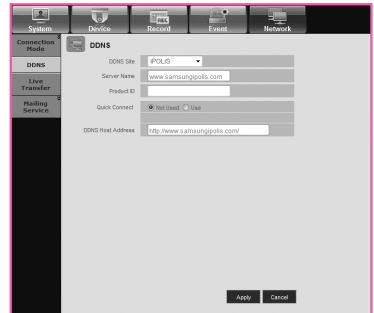 System Device Record Event Network
Connection
Mode
DDNS
Live
Transfer
Mailing
Service
DDNS
DDNS Site iPOLiS
Server Name www.samsungipolis.com
Product ID
Quick Connect Not Used Use
DDNS Host Address http://www.samsungipolis.com/
Apply Cancel